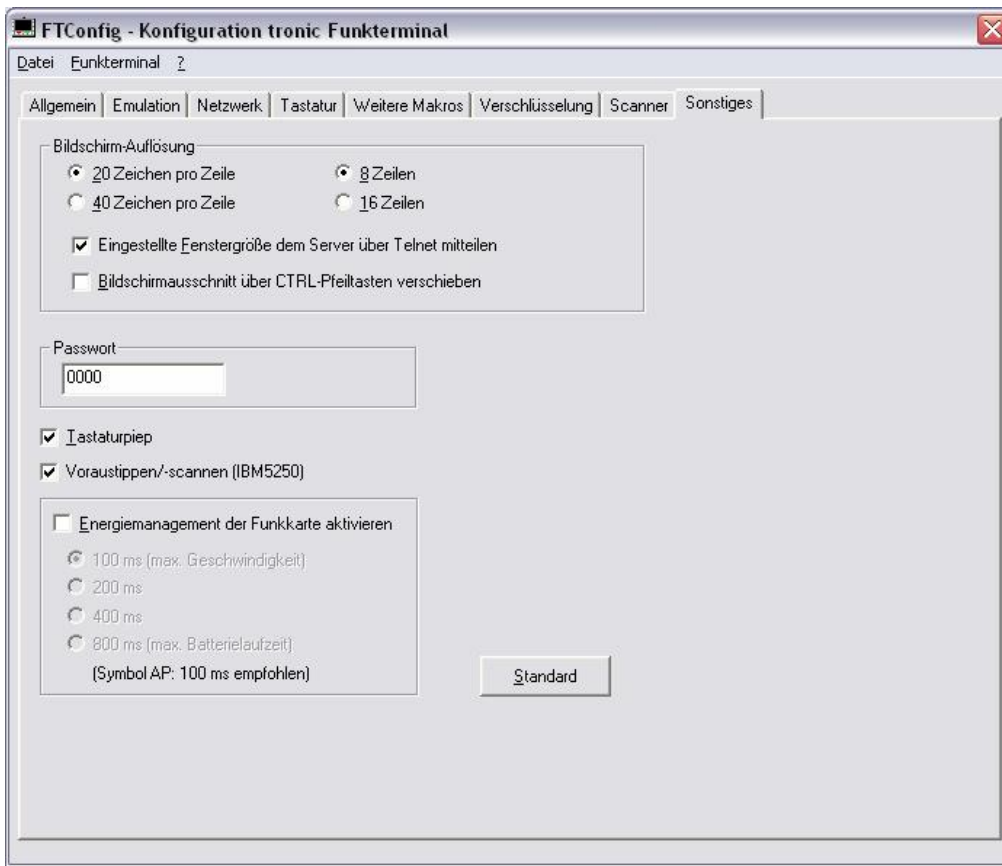 FTConfig - Konfiguration tronic Funkterminal
Datei Funkterminal ?
Allgemein Emulation Netzwerk Tastatur Weitere Makros Verschlüsselung Scanner Sonstiges
Bildschirm-Auflösung
20 Zeichen pro Zeile 8 Zeilen
40 Zeichen pro Zeile 16 Zeilen
Eingestellte Fenstergröße dem Server über Telnet mitteilen
Bildschirmausschnitt über CTRL-Pfeiltasten verschieben
Passwort
0000
Tastaturpiep
Voraustippen/-scannen (IBM5250)
Energiemanagement der Funkkarte aktivieren
100 ms (max. Geschwindigkeit)
200 ms
400 ms
800 ms (max. Batterielaufzeit)
(Symbol AP: 100 ms empfohlen) Standard